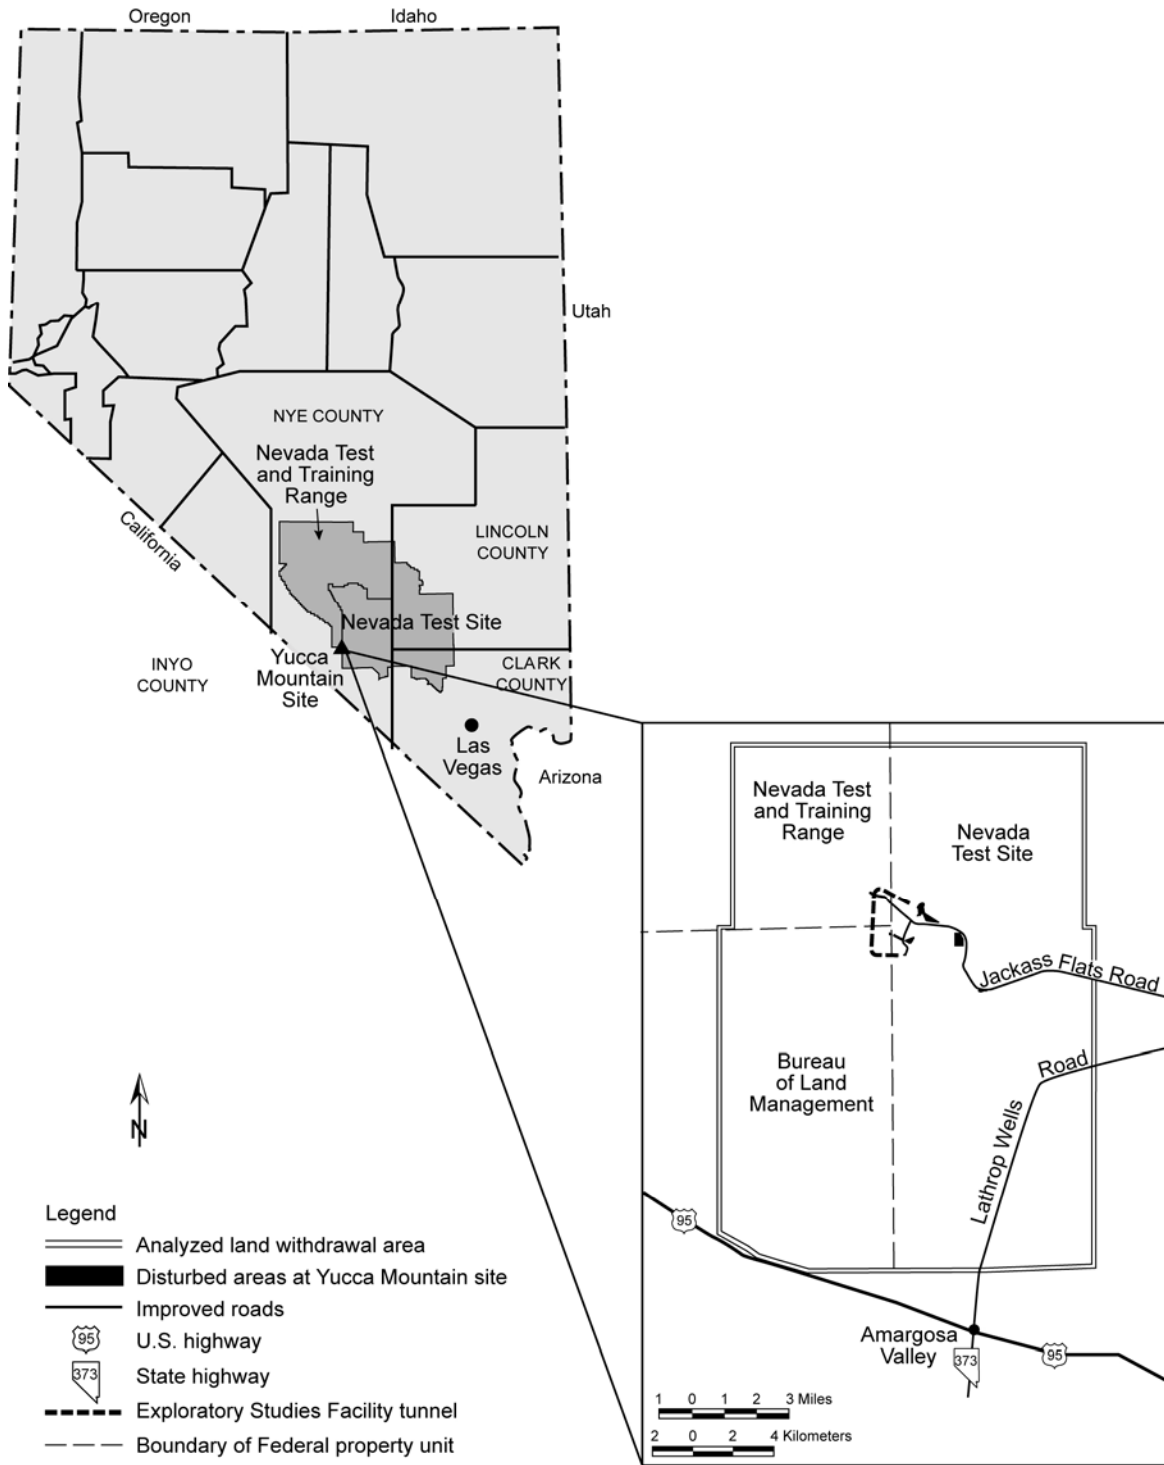 Oregon
Idaho
Utah
NYE COUNTY
Nevada Test
and Training
Range
California
LINCOLN
COUNTY
Nevada Test Site
INYO
COUNTY
Yucca
Mountain
Site
CLARK
COUNTY
Las
Vegas
Arizona
Nevada Test
and Training
Range
Nevada
Test Site
Jackass Flats Road
Bureau
of Land
Management
Lathrop Wells
Road
95
Amargosa
Valley
373
95
1 0 1 2 3 Miles
2 0 2 4 Kilometers
N
Legend
Analyzed land withdrawal area
Disturbed areas at Yucca Mountain site
Improved roads
95 U.S. highway
373 State highway
Exploratory Studies Facility tunnel
Boundary of Federal property unit